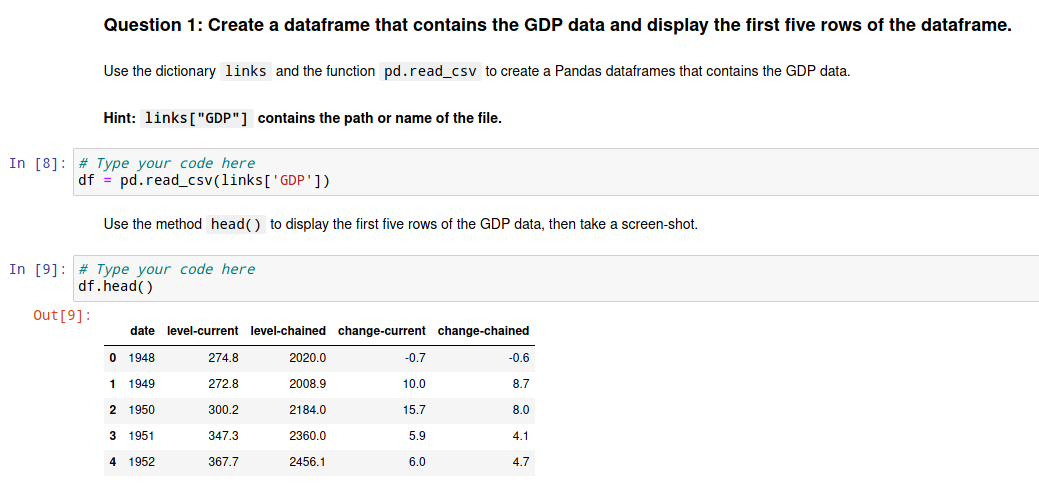 Question 1: Create a dataframe that contains the GDP data and display the first five rows of the dataframe.
Use the dictionary links and the function pd.read_csv to create a Pandas dataframes that contains the GDP data.
Hint: links["GDP"] contains the path or name of the file.
In [8]: # Type your code here
df = pd.read_csv(links['GDP'])
Use the method head() to display the first five rows of the GDP data, then take a screen-shot.
In [9]: # Type your code here
df.head()
Out[9]:
date level-current level-chained change-current change-chained
0 1948 274.8 2020.0 -0.7 -0.6
1 1949 272.8 2008.9 10.0 8.7
2 1950 300.2 2184.0 15.7 8.0
3 1951 347.3 2360.0 5.9 4.1
4 1952 367.7 2456.1 6.0 4.7